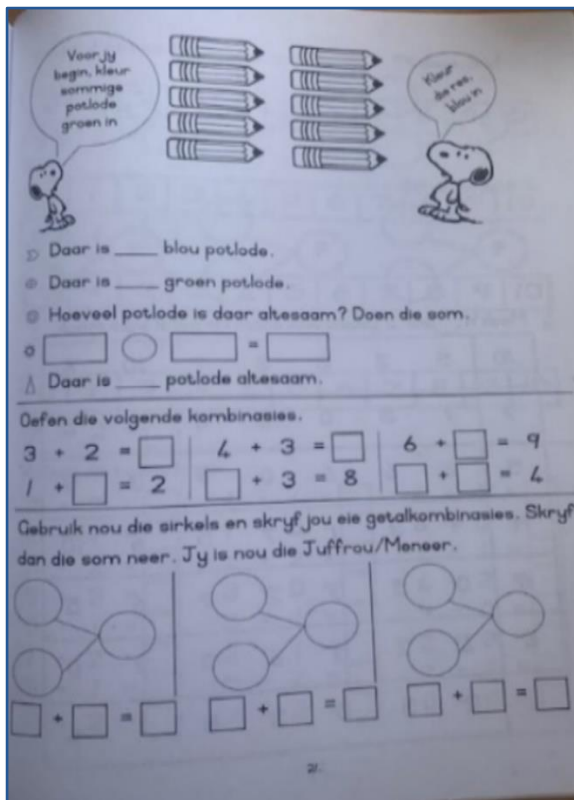 Voor jy
begin, kleur
sommige
potlode
groen in
Kleur
die res,
blou in
Daar is ____ blou potlode.
Daar is ____ groen potlode.
Hoeveel potlode is daar altesaam? Doen die som.
=
Daar is ____ potlode altesaam.
Oefen die volgende kombinasies.
3 + 2 = □ 4 + 3 = □ 6 + □ = 9
1 + □ = 2 □ + 3 = 8 □ + □ = 4
Gebruik nou die sirkels en skryf jou eie getalkombinasies. Skryf
dan die som neer. Jy is nou die Juffrou/Meneer.
□ + □ = □ □ + □ = □ □ + □ = □
21.